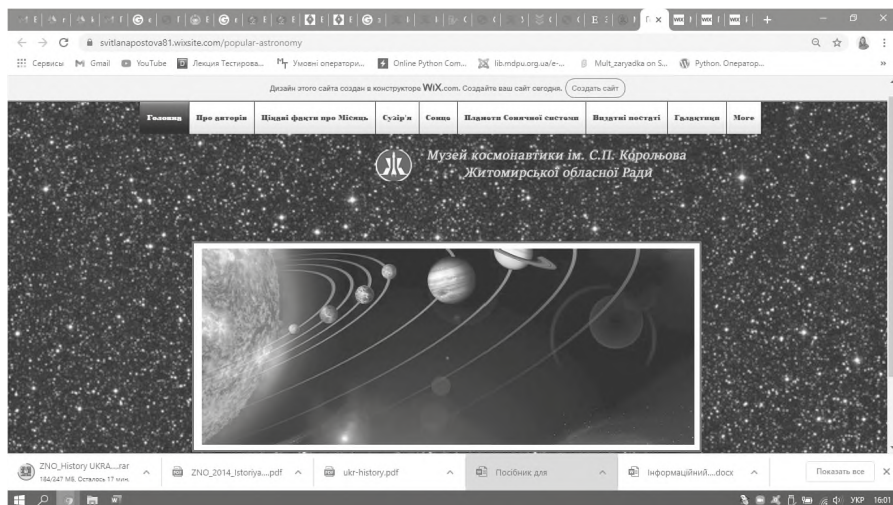 svitlanapostova81.wixsite.com/popular-astronomy
Сервисы Gmail YouTube Лекция Тестирова... Умовні оператори... Online Python Com... lib.mdpu.org.ua/e-... Mult_zaryadka on S... Python. Оператор...
Дизайн этого сайта создан в конструкторе WiX.com. Создайте ваш сайт сегодня. Создать сайт
Головна Про авторів Цікаві факти про Місяць Сузір'я Сонце Планети Сонячної системи Видатні постаті Галактики More
Музей космонавтики ім. С.П. Корольова
Житомирської обласної Ради
ZNO_History UKRA....rar ZNO_2014_Istoriya....pdf ukr-history.pdf Посібник для Інформаційний....docx Показать все
184/247 МБ, Осталось 17 мин.
УКР 16:01